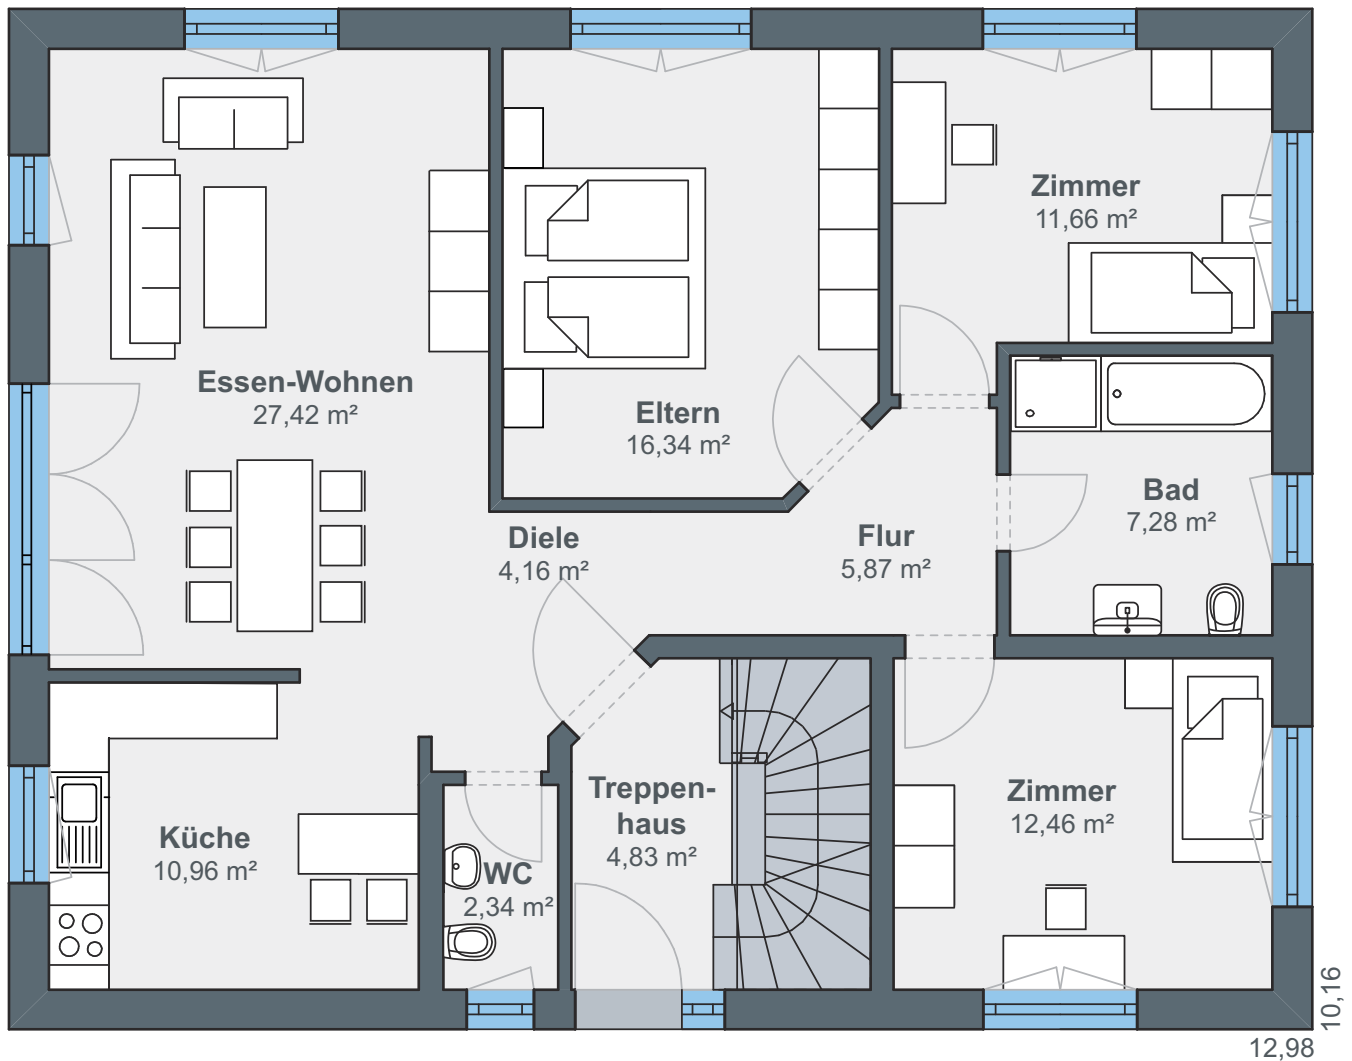 Zimmer
11,66 m²
Essen-Wohnen
27,42 m²
Eltern
16,34 m²
Bad
7,28 m²
Diele
4,16 m²
Flur
5,87 m²
Treppen-
haus
4,83 m²
Zimmer
12,46 m²
Küche
10,96 m²
WC
2,34 m²
10,16
12,98